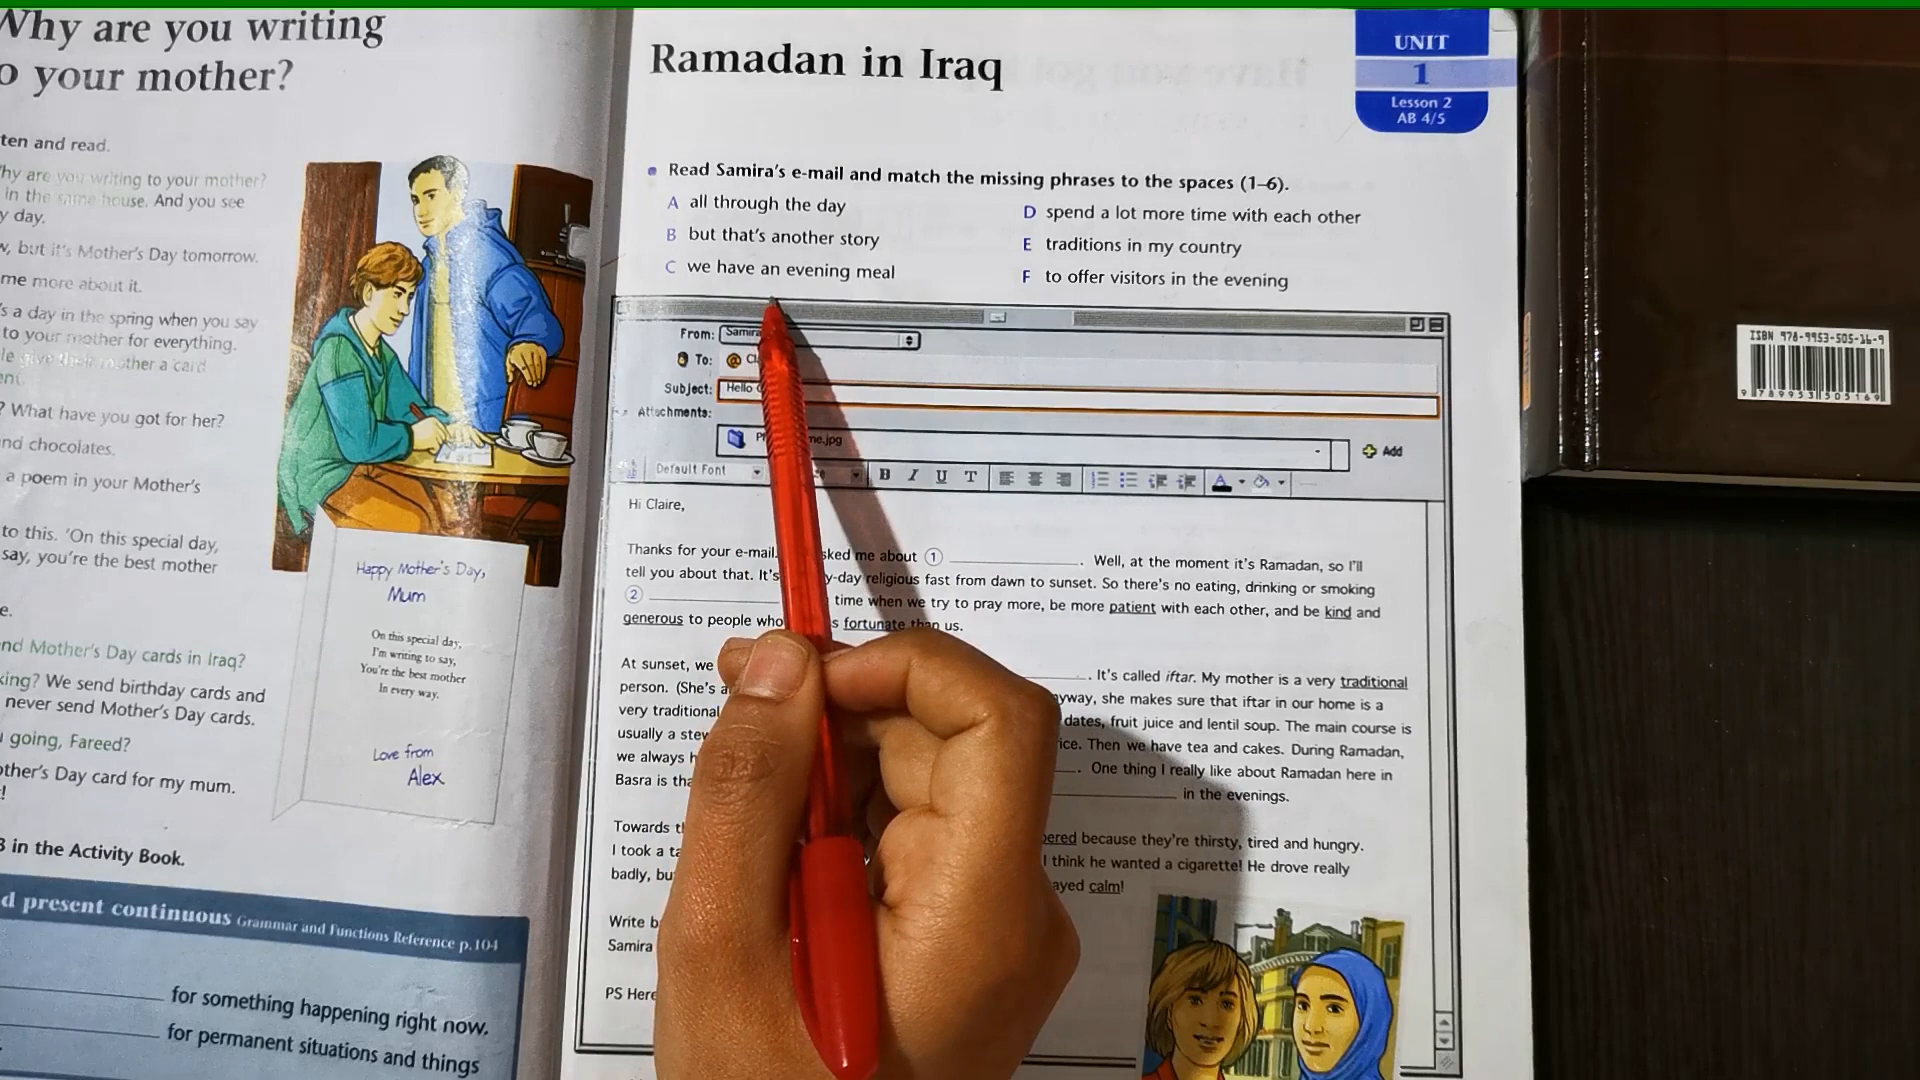 Why are you writing
to your mother?
ten and read.
hy are you writing to your mother?
in the same house. And you see
y day.
w, but it's Mother's Day tomorrow.
me more about it.
's a day in the spring when you say
to your mother for everything.
le give their mother a card
ent.
? What have you got for her?
nd chocolates.
a poem in your Mother's
to this. 'On this special day,
say, you're the best mother
e.
nd Mother's Day cards in Iraq?
king? We send birthday cards and
never send Mother's Day cards.
going, Fareed?
other's Day card for my mum.
!
3 in the Activity Book.
Happy Mother's Day,
Mum
On this special day,
I'm writing to say,
You're the best mother
In every way.
Love from
Alex
d present continuous Grammar and Functions Reference p.104
for something happening right now.
for permanent situations and things
Ramadan in Iraq
UNIT
1
Lesson 2
AB 4/5
Read Samira's e-mail and match the missing phrases to the spaces (1–6).
A all through the day
B but that's another story
C we have an evening meal
D spend a lot more time with each other
E traditions in my country
F to offer visitors in the evening
From: Samira
To: @ Cl
Subject: Hello
Attachments:
me.jpg
Add
Default Font
B I U T
Hi Claire,
Thanks for your e-mail. sked me about 1 ____. Well, at the moment it's Ramadan, so I'll
tell you about that. It's y-day religious fast from dawn to sunset. So there's no eating, drinking or smoking
2 ____ time when we try to pray more, be more patient with each other, and be kind and
generous to people who s fortunate than us.
At sunset, we ____. It's called iftar. My mother is a very traditional
person. (She's a yway, she makes sure that iftar in our home is a
very traditional dates, fruit juice and lentil soup. The main course is
usually a stew ice. Then we have tea and cakes. During Ramadan,
we always h ____. One thing I really like about Ramadan here in
Basra is tha ____ in the evenings.
Towards t pered because they're thirsty, tired and hungry.
I took a ta I think he wanted a cigarette! He drove really
badly, bu ayed calm!
Write b
Samira
PS Here
ISBN 978-9953-505-16-9
9 789953 505169